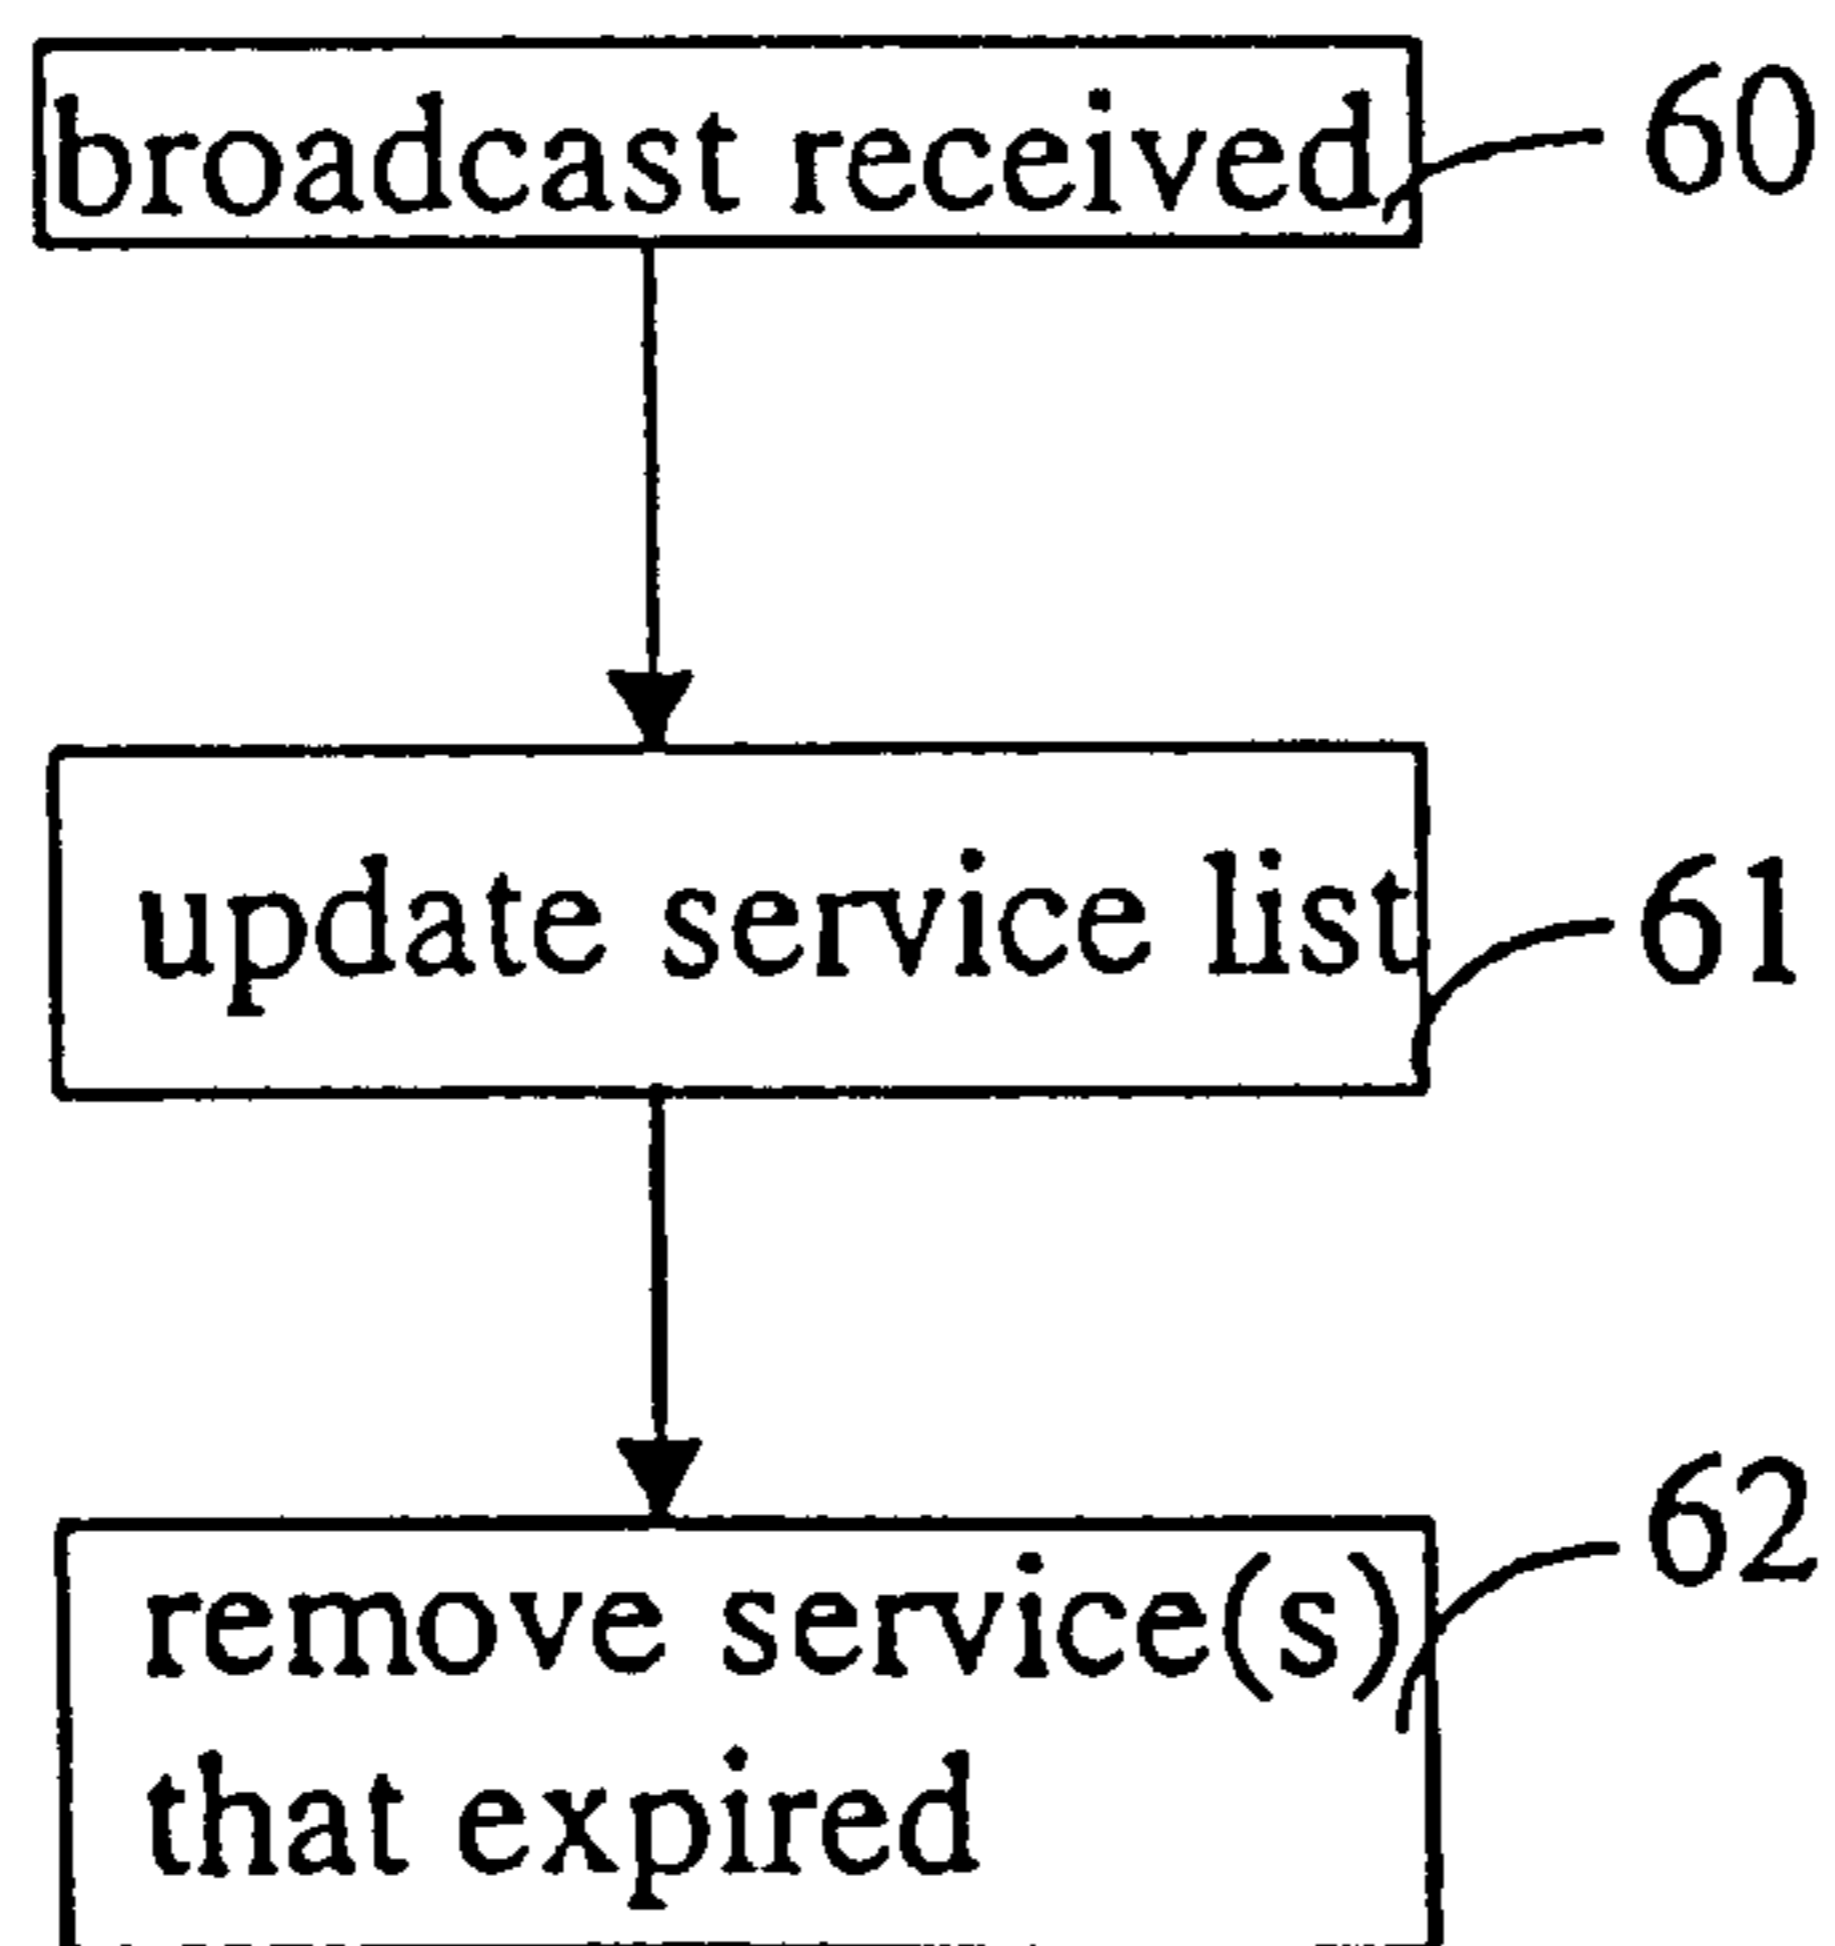 broadcast received 60
update service list 61
62
remove service(s)
that expired